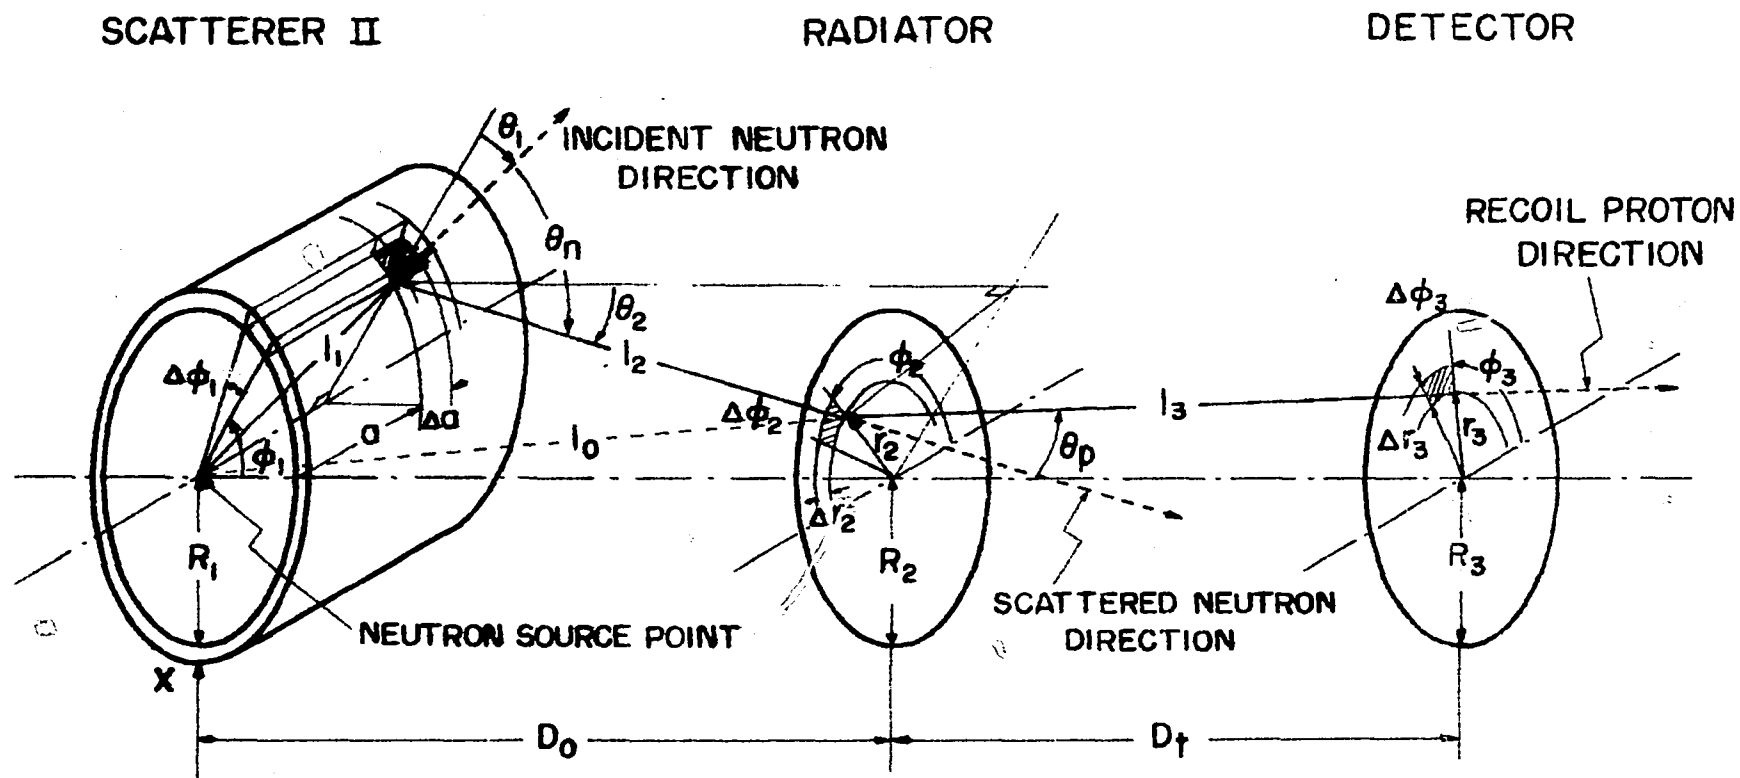 SCATTERER II
RADIATOR
DETECTOR
θ₁
INCIDENT NEUTRON
DIRECTION
RECOIL PROTON
DIRECTION
θn
θ₂
Δϕ₃
l₁
l₂
ϕ₂
ϕ₃
Δϕ₁
Δϕ₂
l₃
a
Δa
l₀
r₂
θp
Δr₃
r₃
ϕ₁
Δr₂
R₁
R₂
R₃
SCATTERED NEUTRON
DIRECTION
NEUTRON SOURCE POINT
X
D₀
D†